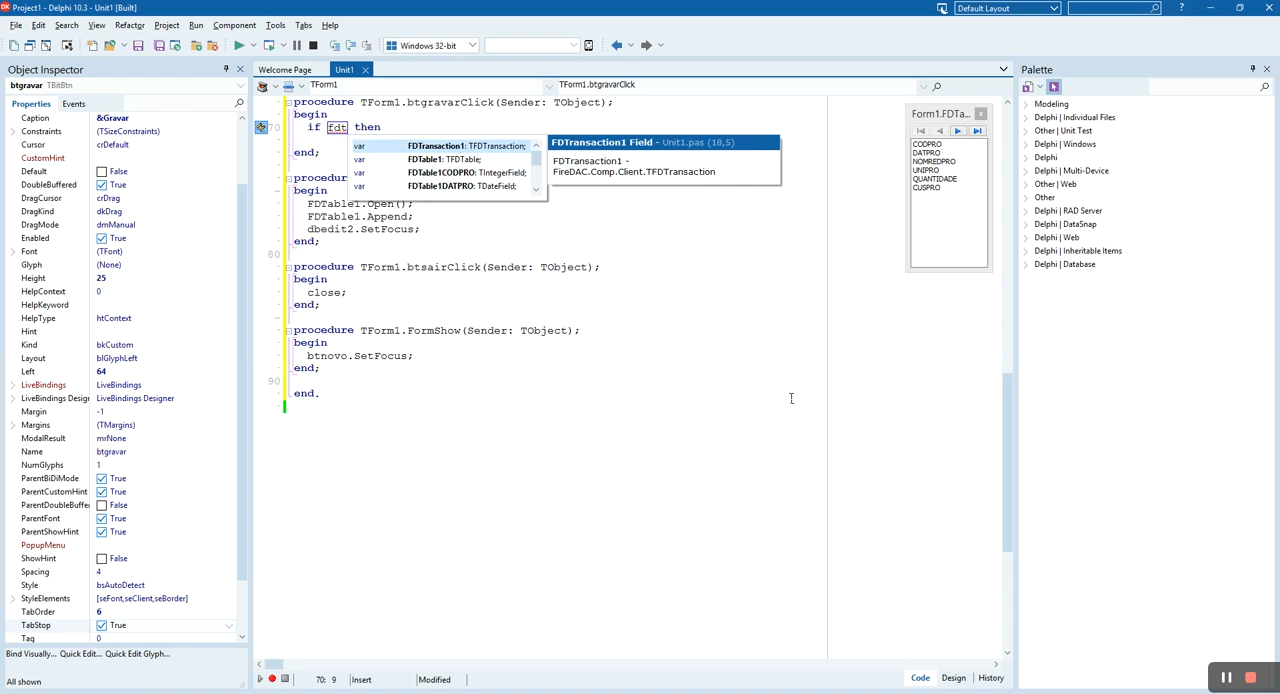 Project1 - Delphi 10.3 - Unit1 [Built]
Default Layout
File Edit Search View Refactor Project Run Component Tools Tabs Help
Windows 32-bit
Object Inspector
btgravar TBitBtn
Properties Events
Caption &Gravar
Constraints (TSizeConstraints)
Cursor crDefault
CustomHint
Default False
DoubleBuffered True
DragCursor crDrag
DragKind dkDrag
DragMode dmManual
Enabled True
Font (TFont)
Glyph (None)
Height 25
HelpContext 0
HelpKeyword
HelpType htContext
Hint
Kind bkCustom
Layout blGlyphLeft
Left 64
LiveBindings LiveBindings
LiveBindings Design LiveBindings Designer
Margin -1
Margins (TMargins)
ModalResult mrNone
Name btgravar
NumGlyphs 1
ParentBiDiMode True
ParentCustomHint True
ParentDoubleBuffe False
ParentFont True
ParentShowHint True
PopupMenu
ShowHint False
Spacing 4
Style bsAutoDetect
StyleElements [seFont,seClient,seBorder]
TabOrder 6
TabStop True
Tag 0
Bind Visually... Quick Edit... Quick Edit Glyph...
All shown
Welcome Page Unit1
TForm1 TForm1.btgravarClick
procedure TForm1.btgravarClick(Sender: TObject);
begin
70 if fdt then
end;
var FDTransaction1: TFDTransaction;
var FDTable1: TFDTable;
var FDTable1CODPRO: TIntegerField;
var FDTable1DATPRO: TDateField;
FDTransaction1 Field - Unit1.pas (18,5)
FDTransaction1 -
FireDAC.Comp.Client.TFDTransaction
procedur
begin
FDTable1.Open();
FDTable1.Append;
dbedit2.SetFocus;
end;
80
procedure TForm1.btsairClick(Sender: TObject);
begin
close;
end;
procedure TForm1.FormShow(Sender: TObject);
begin
btnovo.SetFocus;
end;
90
end.
Form1.FDTa...
CODPRO
DATPRO
NOMREDPRO
UNIPRO
QUANTIDADE
CUSPRO
70: 9 Insert Modified
Code Design History
Palette
Modeling
Delphi | Individual Files
Other | Unit Test
Delphi | Windows
Delphi
Delphi | Multi-Device
Other | Web
Other
Delphi | RAD Server
Delphi | DataSnap
Delphi | Web
Delphi | Inheritable Items
Delphi | Database